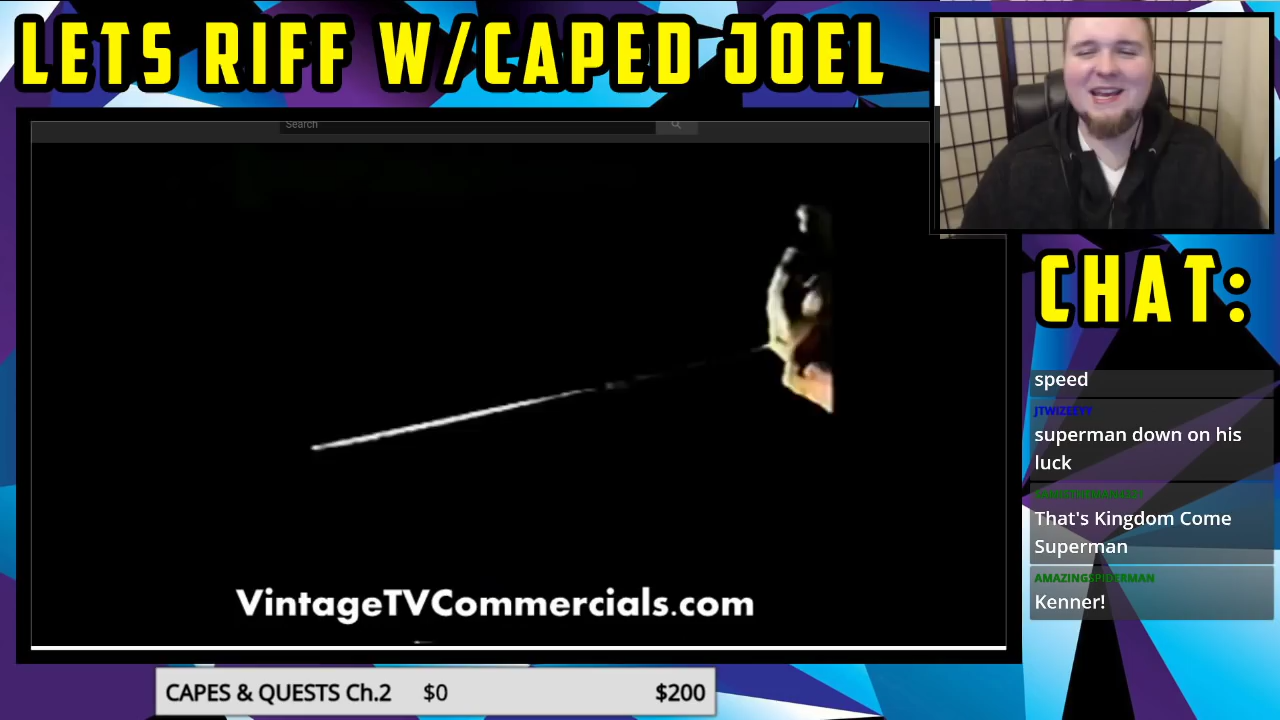 LETS RIFF W/CAPED JOEL
Search
CHAT:
speed
JTWIZEEYY
superman down on his
luck
That's Kingdom Come
Superman
AMAZINGSPIDERMAN
Kenner!
VintageTVCommercials.com
CAPES & QUESTS Ch.2 $0 $200